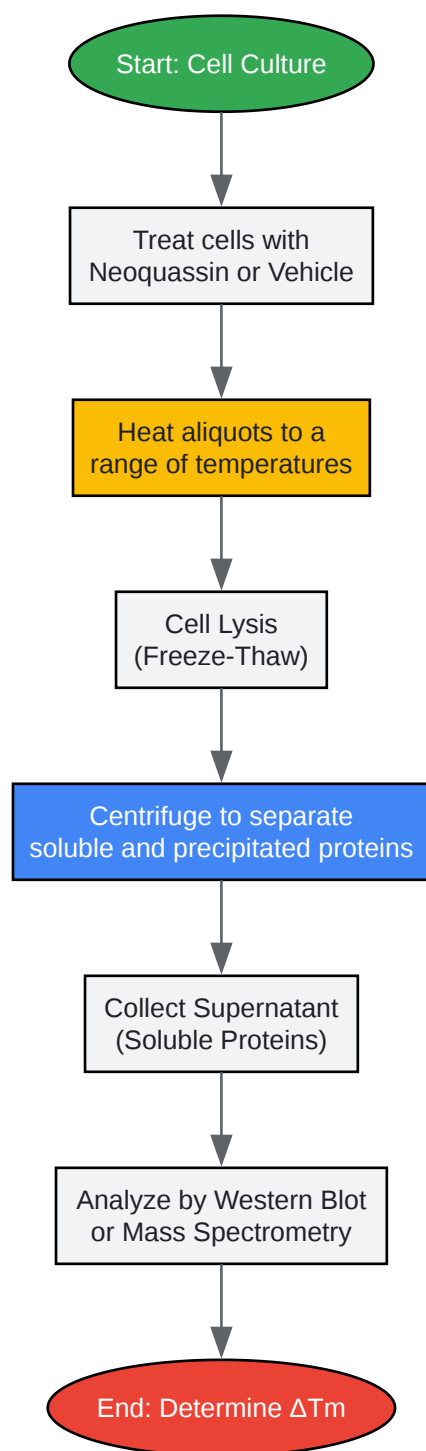 Start: Cell Culture
Treat cells with
Neoquassin or Vehicle
Heat aliquots to a
range of temperatures
Cell Lysis
(Freeze-Thaw)
Centrifuge to separate
soluble and precipitated proteins
Collect Supernatant
(Soluble Proteins)
Analyze by Western Blot
or Mass Spectrometry
End: Determine ΔTm